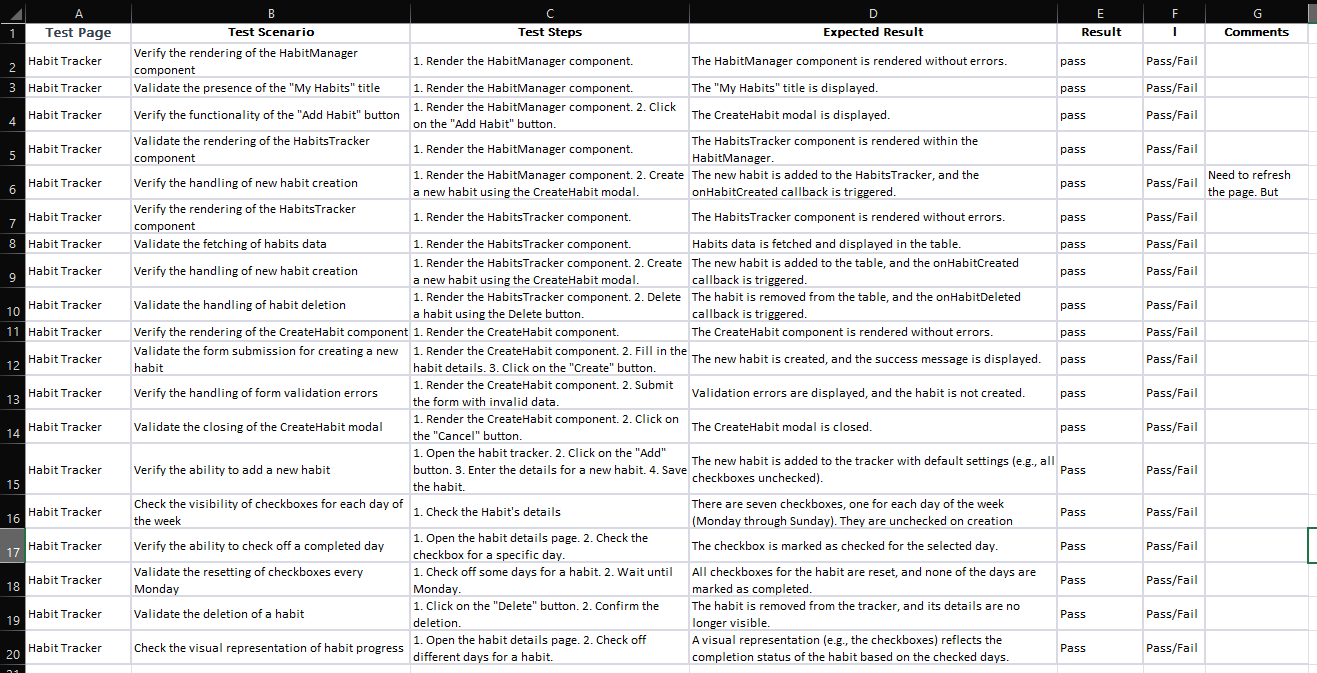 A B C D E F G
1 Test Page Test Scenario Test Steps Expected Result Result I Comments
2 Habit Tracker Verify the rendering of the HabitManager component 1. Render the HabitManager component. The HabitManager component is rendered without errors. pass Pass/Fail
3 Habit Tracker Validate the presence of the "My Habits" title 1. Render the HabitManager component. The "My Habits" title is displayed. pass Pass/Fail
4 Habit Tracker Verify the functionality of the "Add Habit" button 1. Render the HabitManager component. 2. Click on the "Add Habit" button. The CreateHabit modal is displayed. pass Pass/Fail
5 Habit Tracker Validate the rendering of the HabitsTracker component 1. Render the HabitManager component. The HabitsTracker component is rendered within the HabitManager. pass Pass/Fail
6 Habit Tracker Verify the handling of new habit creation 1. Render the HabitManager component. 2. Create a new habit using the CreateHabit modal. The new habit is added to the HabitsTracker, and the onHabitCreated callback is triggered. pass Pass/Fail Need to refresh the page. But
7 Habit Tracker Verify the rendering of the HabitsTracker component 1. Render the HabitsTracker component. The HabitsTracker component is rendered without errors. pass Pass/Fail
8 Habit Tracker Validate the fetching of habits data 1. Render the HabitsTracker component. Habits data is fetched and displayed in the table. pass Pass/Fail
9 Habit Tracker Verify the handling of new habit creation 1. Render the HabitsTracker component. 2. Create a new habit using the CreateHabit modal. The new habit is added to the table, and the onHabitCreated callback is triggered. pass Pass/Fail
10 Habit Tracker Validate the handling of habit deletion 1. Render the HabitsTracker component. 2. Delete a habit using the Delete button. The habit is removed from the table, and the onHabitDeleted callback is triggered. pass Pass/Fail
11 Habit Tracker Verify the rendering of the CreateHabit component 1. Render the CreateHabit component. The CreateHabit component is rendered without errors. pass Pass/Fail
12 Habit Tracker Validate the form submission for creating a new habit 1. Render the CreateHabit component. 2. Fill in the habit details. 3. Click on the "Create" button. The new habit is created, and the success message is displayed. pass Pass/Fail
13 Habit Tracker Verify the handling of form validation errors 1. Render the CreateHabit component. 2. Submit the form with invalid data. Validation errors are displayed, and the habit is not created. pass Pass/Fail
14 Habit Tracker Validate the closing of the CreateHabit modal 1. Render the CreateHabit component. 2. Click on the "Cancel" button. The CreateHabit modal is closed. pass Pass/Fail
15 Habit Tracker Verify the ability to add a new habit 1. Open the habit tracker. 2. Click on the "Add" button. 3. Enter the details for a new habit. 4. Save the habit. The new habit is added to the tracker with default settings (e.g., all checkboxes unchecked). Pass Pass/Fail
16 Habit Tracker Check the visibility of checkboxes for each day of the week 1. Check the Habit's details There are seven checkboxes, one for each day of the week (Monday through Sunday). They are unchecked on creation Pass Pass/Fail
17 Habit Tracker Verify the ability to check off a completed day 1. Open the habit details page. 2. Check the checkbox for a specific day. The checkbox is marked as checked for the selected day. Pass Pass/Fail
18 Habit Tracker Validate the resetting of checkboxes every Monday 1. Check off some days for a habit. 2. Wait until Monday. All checkboxes for the habit are reset, and none of the days are marked as completed. Pass Pass/Fail
19 Habit Tracker Validate the deletion of a habit 1. Click on the "Delete" button. 2. Confirm the deletion. The habit is removed from the tracker, and its details are no longer visible. Pass Pass/Fail
20 Habit Tracker Check the visual representation of habit progress 1. Open the habit details page. 2. Check off different days for a habit. A visual representation (e.g., the checkboxes) reflects the completion status of the habit based on the checked days. Pass Pass/Fail